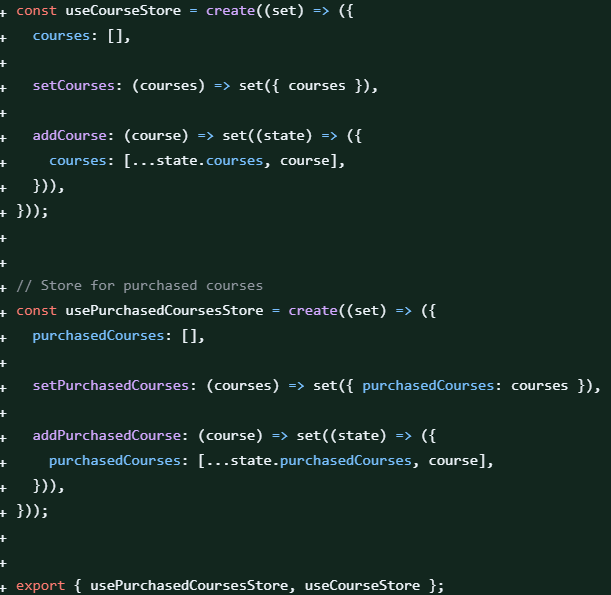 + const useCourseStore = create((set) => ({
+   courses: [],
+
+   setCourses: (courses) => set({ courses }),
+
+   addCourse: (course) => set((state) => ({
+     courses: [...state.courses, course],
+   })),
+ }));
+
+
+ // Store for purchased courses
+ const usePurchasedCoursesStore = create((set) => ({
+   purchasedCourses: [],
+
+   setPurchasedCourses: (courses) => set({ purchasedCourses: courses }),
+
+   addPurchasedCourse: (course) => set((state) => ({
+     purchasedCourses: [...state.purchasedCourses, course],
+   })),
+ }));
+
+
+ export { usePurchasedCoursesStore, useCourseStore };